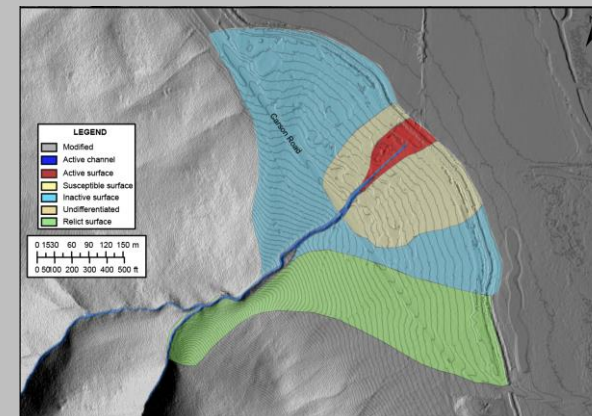 Carson Road
LEGEND
Modified
Active channel
Active surface
Susceptible surface
Inactive surface
Undifferentiated
Relict surface
0 1530 60 90 120 150 m
0 50100 200 300 400 500 ft